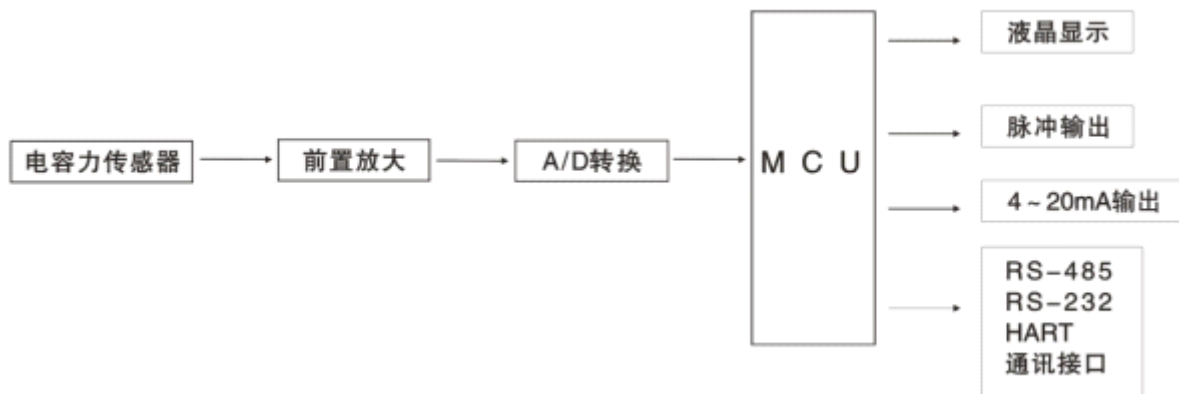 电容力传感器
前置放大
A/D转换
M C U
液晶显示
脉冲输出
4~20mA输出
RS-485
RS-232
HART
通讯接口